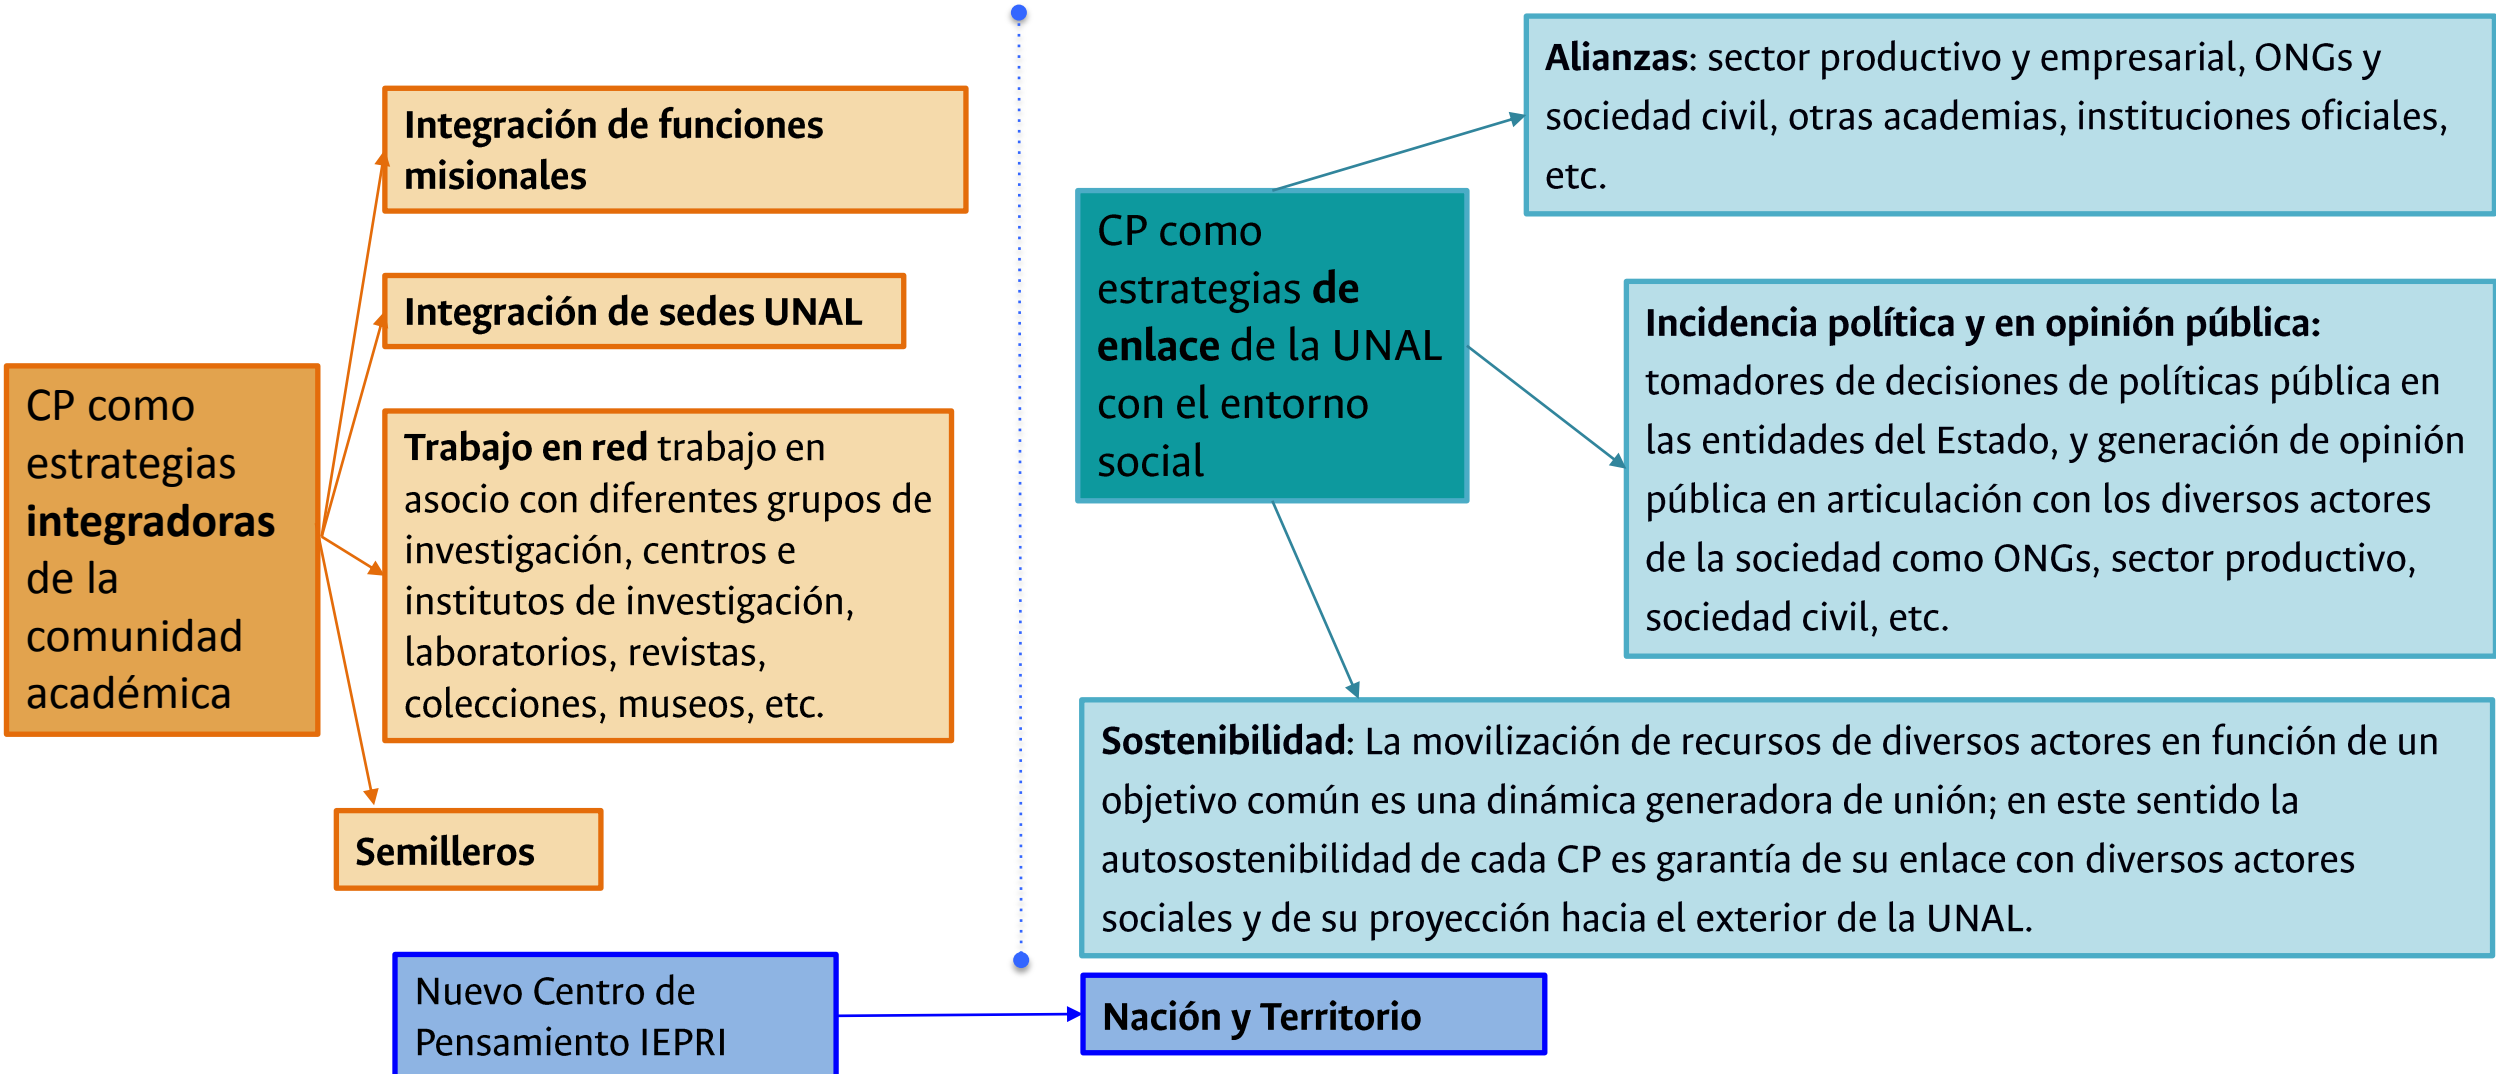 CP como
estrategias
integradoras
de la
comunidad
académica
Integración de funciones
misionales
Integración de sedes UNAL
Trabajo en red trabajo en
asocio con diferentes grupos de
investigación, centros e
institutos de investigación,
laboratorios, revistas,
colecciones, museos, etc.
Semilleros
CP como
estrategias de
enlace de la UNAL
con el entorno
social
Alianzas: sector productivo y empresarial, ONGs y
sociedad civil, otras academias, instituciones oficiales,
etc.
Incidencia política y en opinión pública:
tomadores de decisiones de políticas pública en
las entidades del Estado, y generación de opinión
pública en articulación con los diversos actores
de la sociedad como ONGs, sector productivo,
sociedad civil, etc.
Sostenibilidad: La movilización de recursos de diversos actores en función de un
objetivo común es una dinámica generadora de unión; en este sentido la
autosostenibilidad de cada CP es garantía de su enlace con diversos actores
sociales y de su proyección hacia el exterior de la UNAL.
Nuevo Centro de
Pensamiento IEPRI
Nación y Territorio